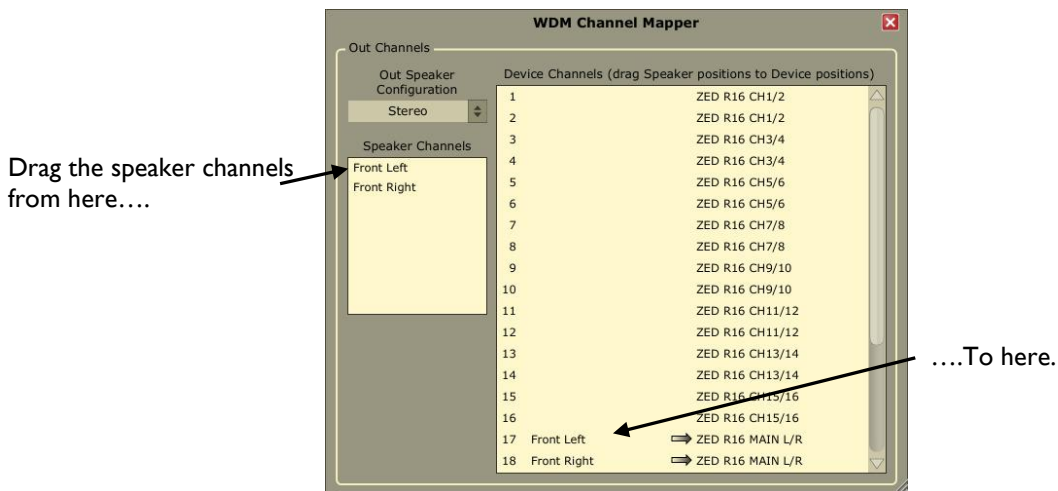 WDM Channel Mapper
Out Channels
Out Speaker
Configuration
Stereo
Speaker Channels
Front Left
Front Right
Device Channels (drag Speaker positions to Device positions)
1 ZED R16 CH1/2
2 ZED R16 CH1/2
3 ZED R16 CH3/4
4 ZED R16 CH3/4
5 ZED R16 CH5/6
6 ZED R16 CH5/6
7 ZED R16 CH7/8
8 ZED R16 CH7/8
9 ZED R16 CH9/10
10 ZED R16 CH9/10
11 ZED R16 CH11/12
12 ZED R16 CH11/12
13 ZED R16 CH13/14
14 ZED R16 CH13/14
15 ZED R16 CH15/16
16 ZED R16 CH15/16
17 Front Left ZED R16 MAIN L/R
18 Front Right ZED R16 MAIN L/R
Drag the speaker channels
from here….
….To here.